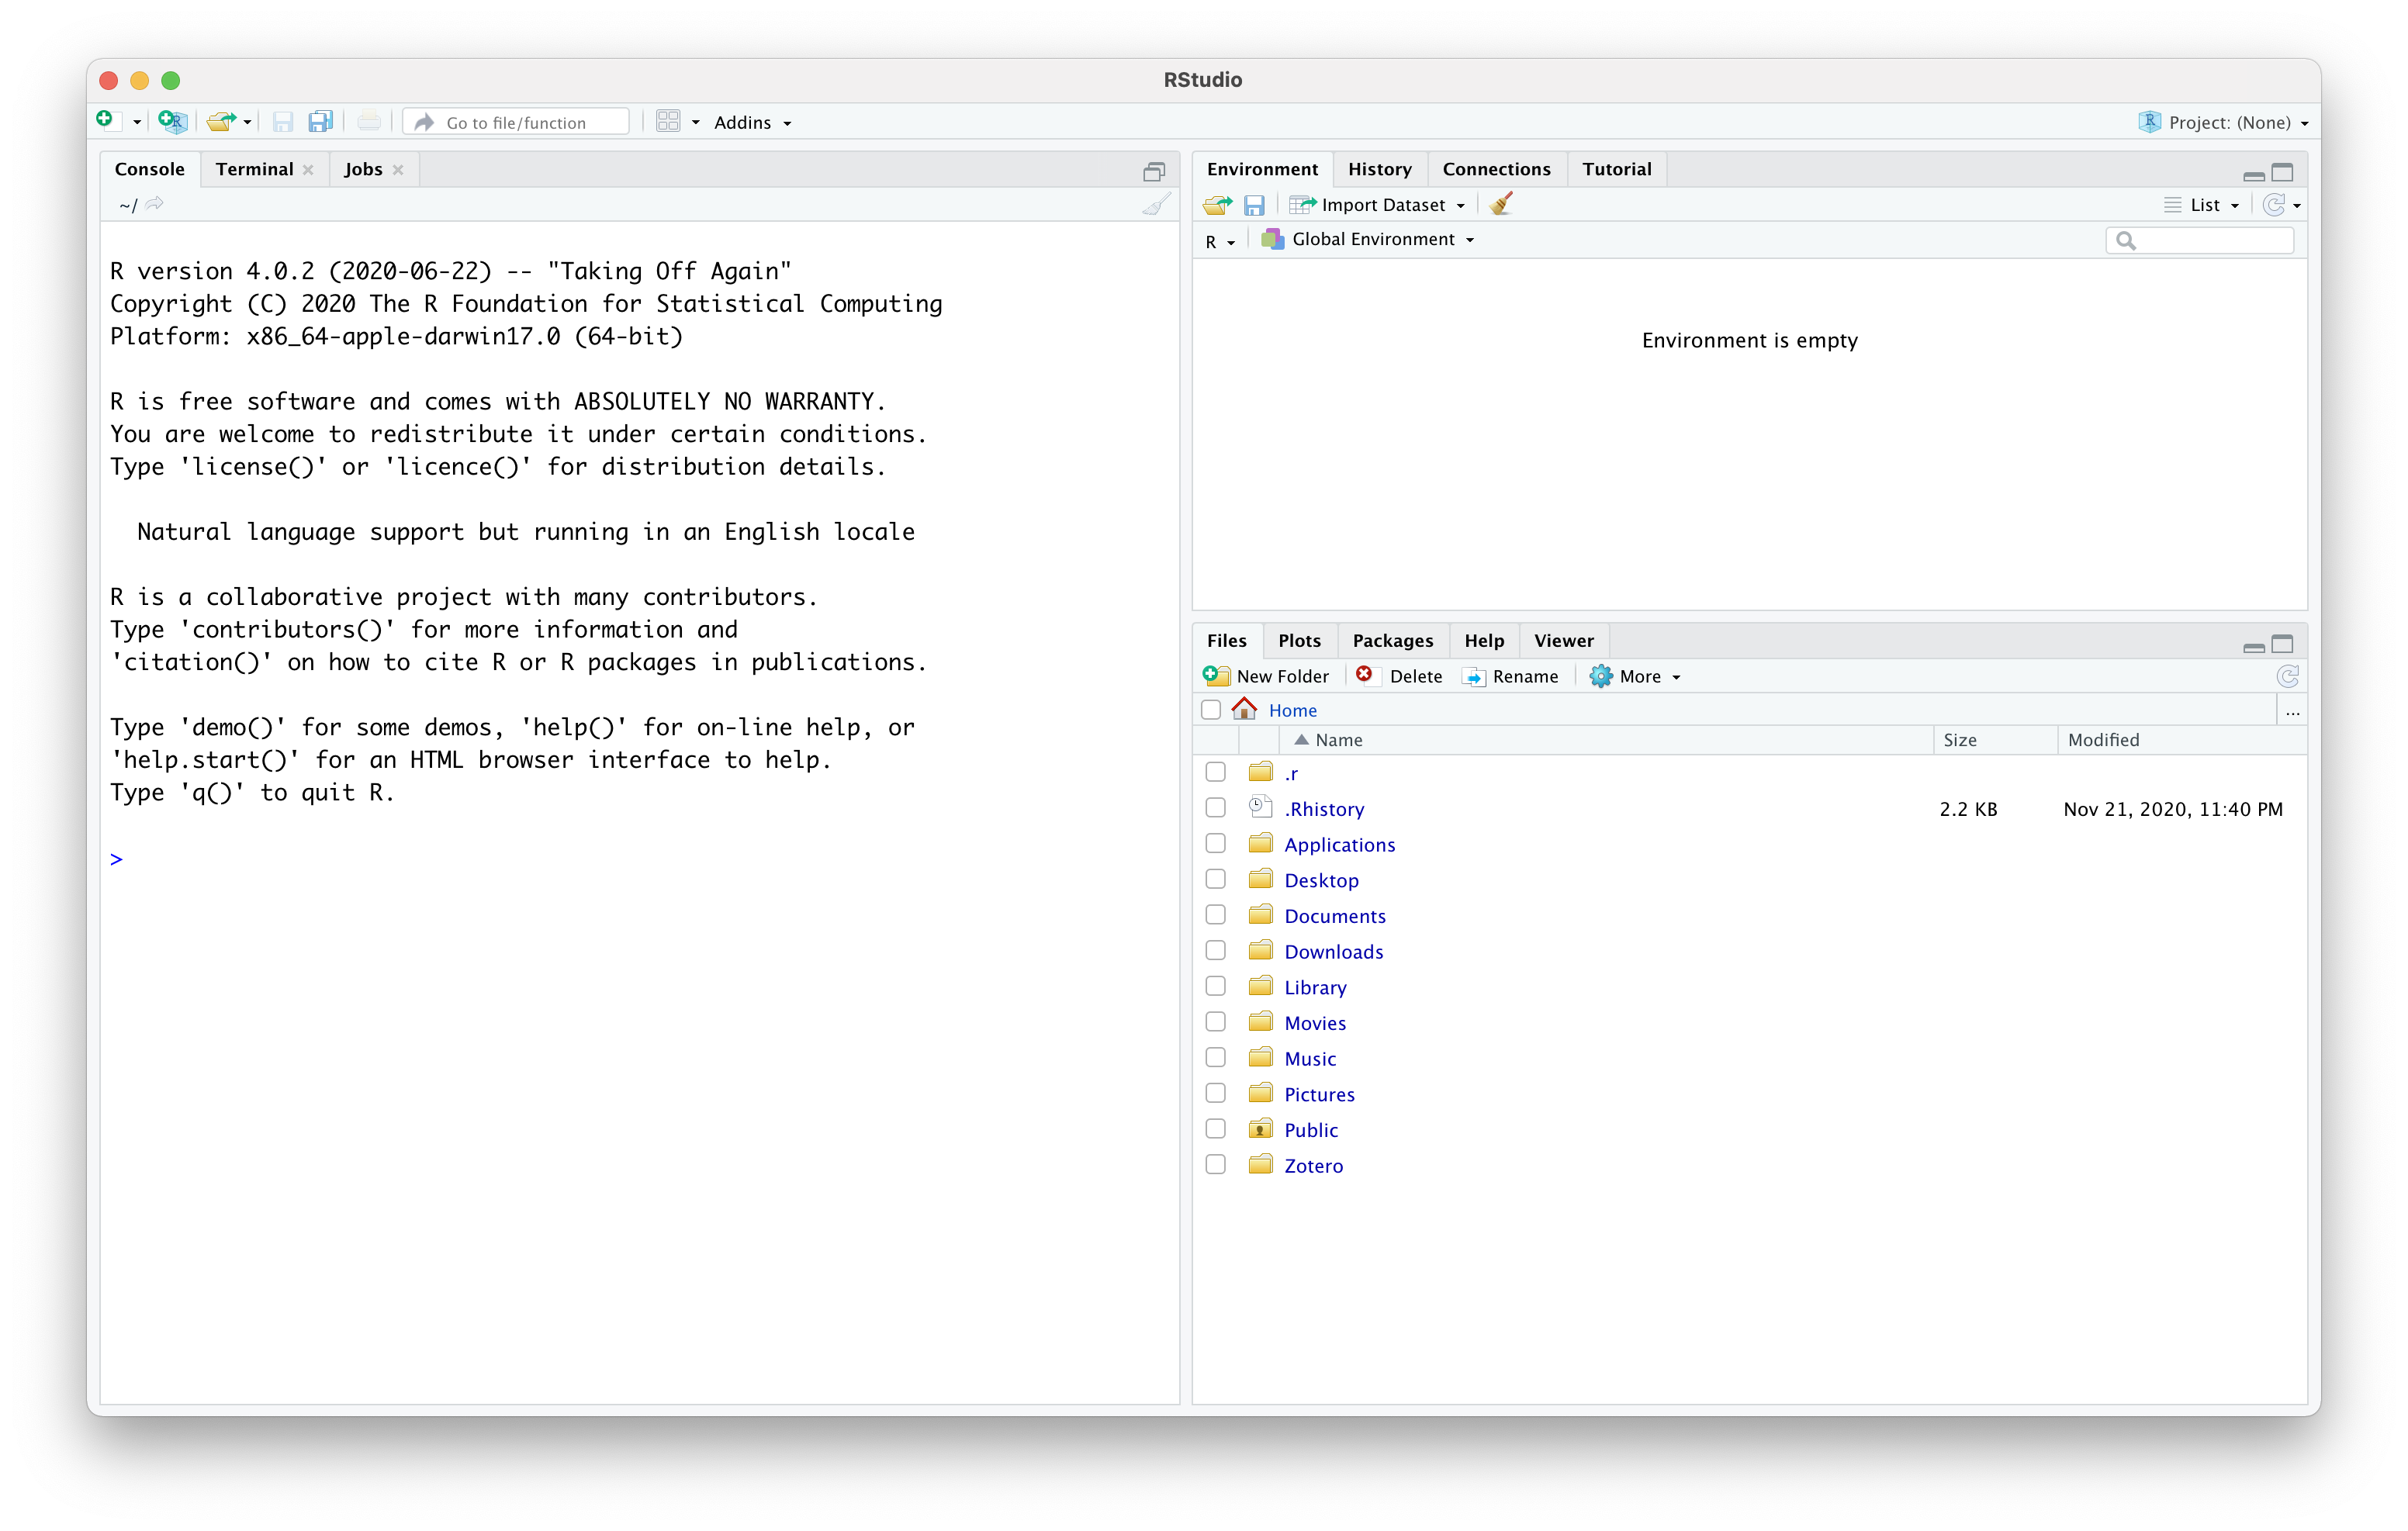 RStudio
Go to file/function
Addins
Project: (None)
Console Terminal Jobs
~/
R version 4.0.2 (2020-06-22) -- "Taking Off Again"
Copyright (C) 2020 The R Foundation for Statistical Computing
Platform: x86_64-apple-darwin17.0 (64-bit)
R is free software and comes with ABSOLUTELY NO WARRANTY.
You are welcome to redistribute it under certain conditions.
Type 'license()' or 'licence()' for distribution details.
Natural language support but running in an English locale
R is a collaborative project with many contributors.
Type 'contributors()' for more information and
'citation()' on how to cite R or R packages in publications.
Type 'demo()' for some demos, 'help()' for on-line help, or
'help.start()' for an HTML browser interface to help.
Type 'q()' to quit R.
>
Environment History Connections Tutorial
Import Dataset List
R Global Environment
Environment is empty
Files Plots Packages Help Viewer
New Folder Delete Rename More
Home ...
Name Size Modified
.r
.Rhistory 2.2 KB Nov 21, 2020, 11:40 PM
Applications
Desktop
Documents
Downloads
Library
Movies
Music
Pictures
Public
Zotero